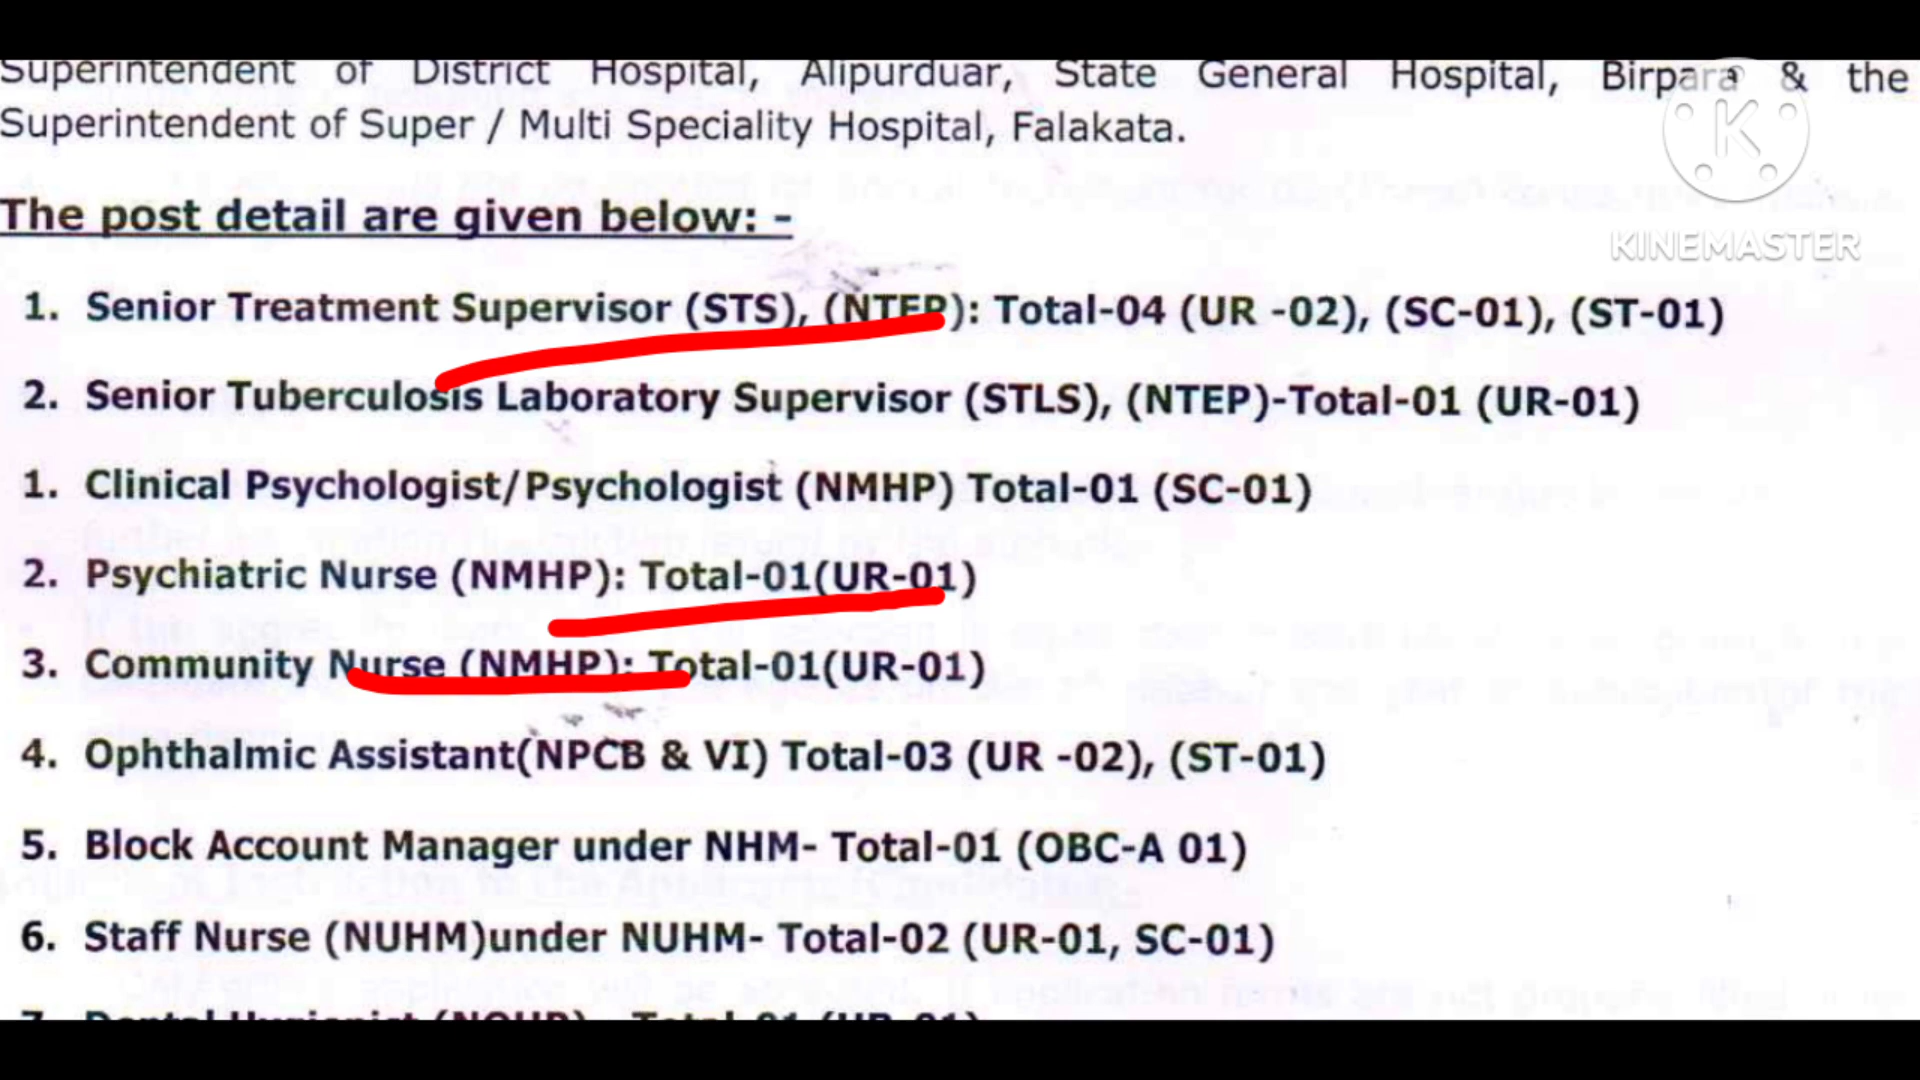 Superintendent of District Hospital, Alipurduar, State General Hospital, Birpara & the
Superintendent of Super / Multi Speciality Hospital, Falakata.
The post detail are given below: -
1. Senior Treatment Supervisor (STS), (NTEP): Total-04 (UR -02), (SC-01), (ST-01)
2. Senior Tuberculosis Laboratory Supervisor (STLS), (NTEP)-Total-01 (UR-01)
1. Clinical Psychologist/Psychologist (NMHP) Total-01 (SC-01)
2. Psychiatric Nurse (NMHP): Total-01(UR-01)
3. Community Nurse (NMHP): Total-01(UR-01)
4. Ophthalmic Assistant(NPCB & VI) Total-03 (UR -02), (ST-01)
5. Block Account Manager under NHM- Total-01 (OBC-A 01)
6. Staff Nurse (NUHM)under NUHM- Total-02 (UR-01, SC-01)
7. Dental Hygienist (NOHP)
K
KINEMASTER